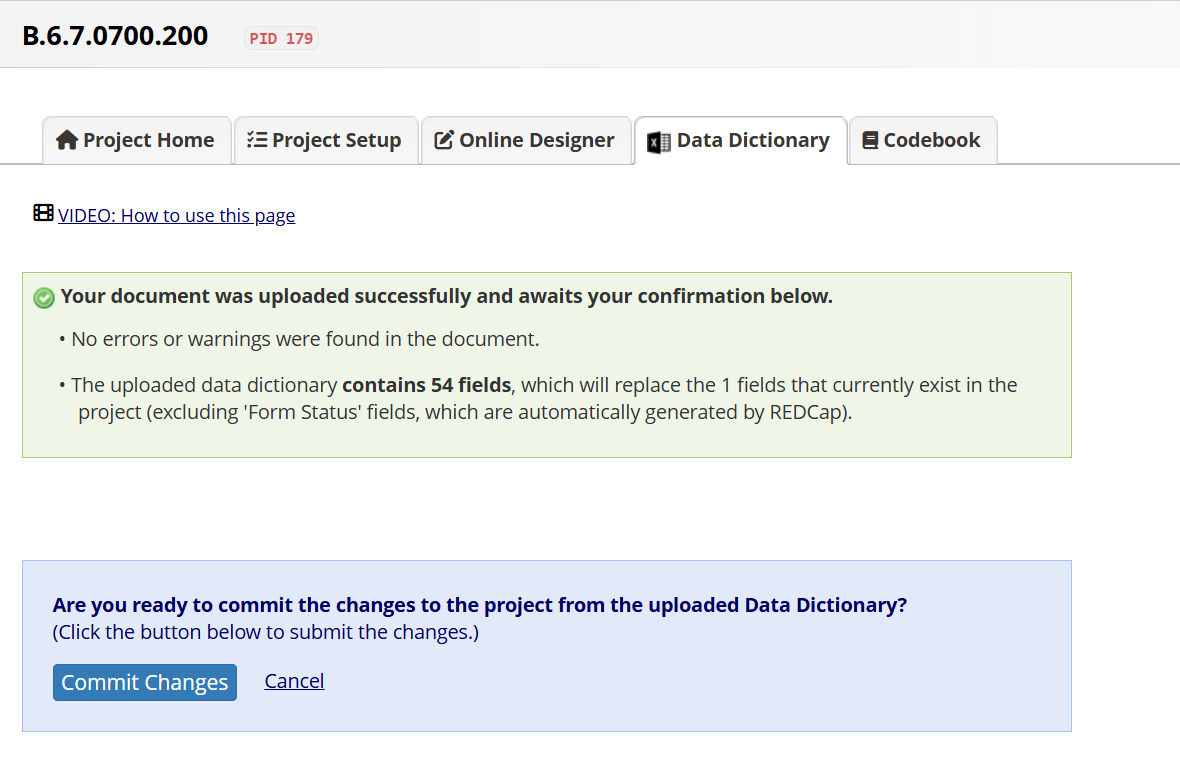 B.6.7.0700.200 PID 179
Project Home Project Setup Online Designer Data Dictionary Codebook
VIDEO: How to use this page
Your document was uploaded successfully and awaits your confirmation below.
• No errors or warnings were found in the document.
• The uploaded data dictionary contains 54 fields, which will replace the 1 fields that currently exist in the
project (excluding 'Form Status' fields, which are automatically generated by REDCap).
Are you ready to commit the changes to the project from the uploaded Data Dictionary?
(Click the button below to submit the changes.)
Commit Changes Cancel